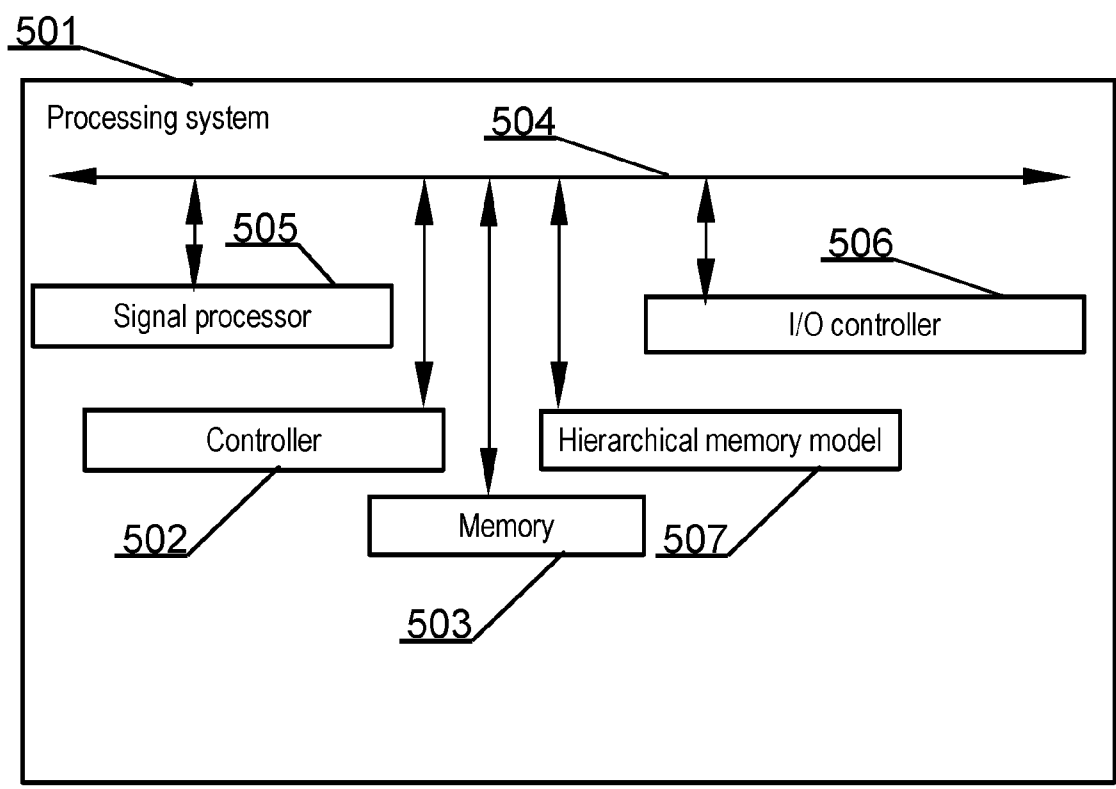 501
Processing system
504
505
506
Signal processor
I/O controller
Controller
Hierarchical memory model
502
Memory
507
503